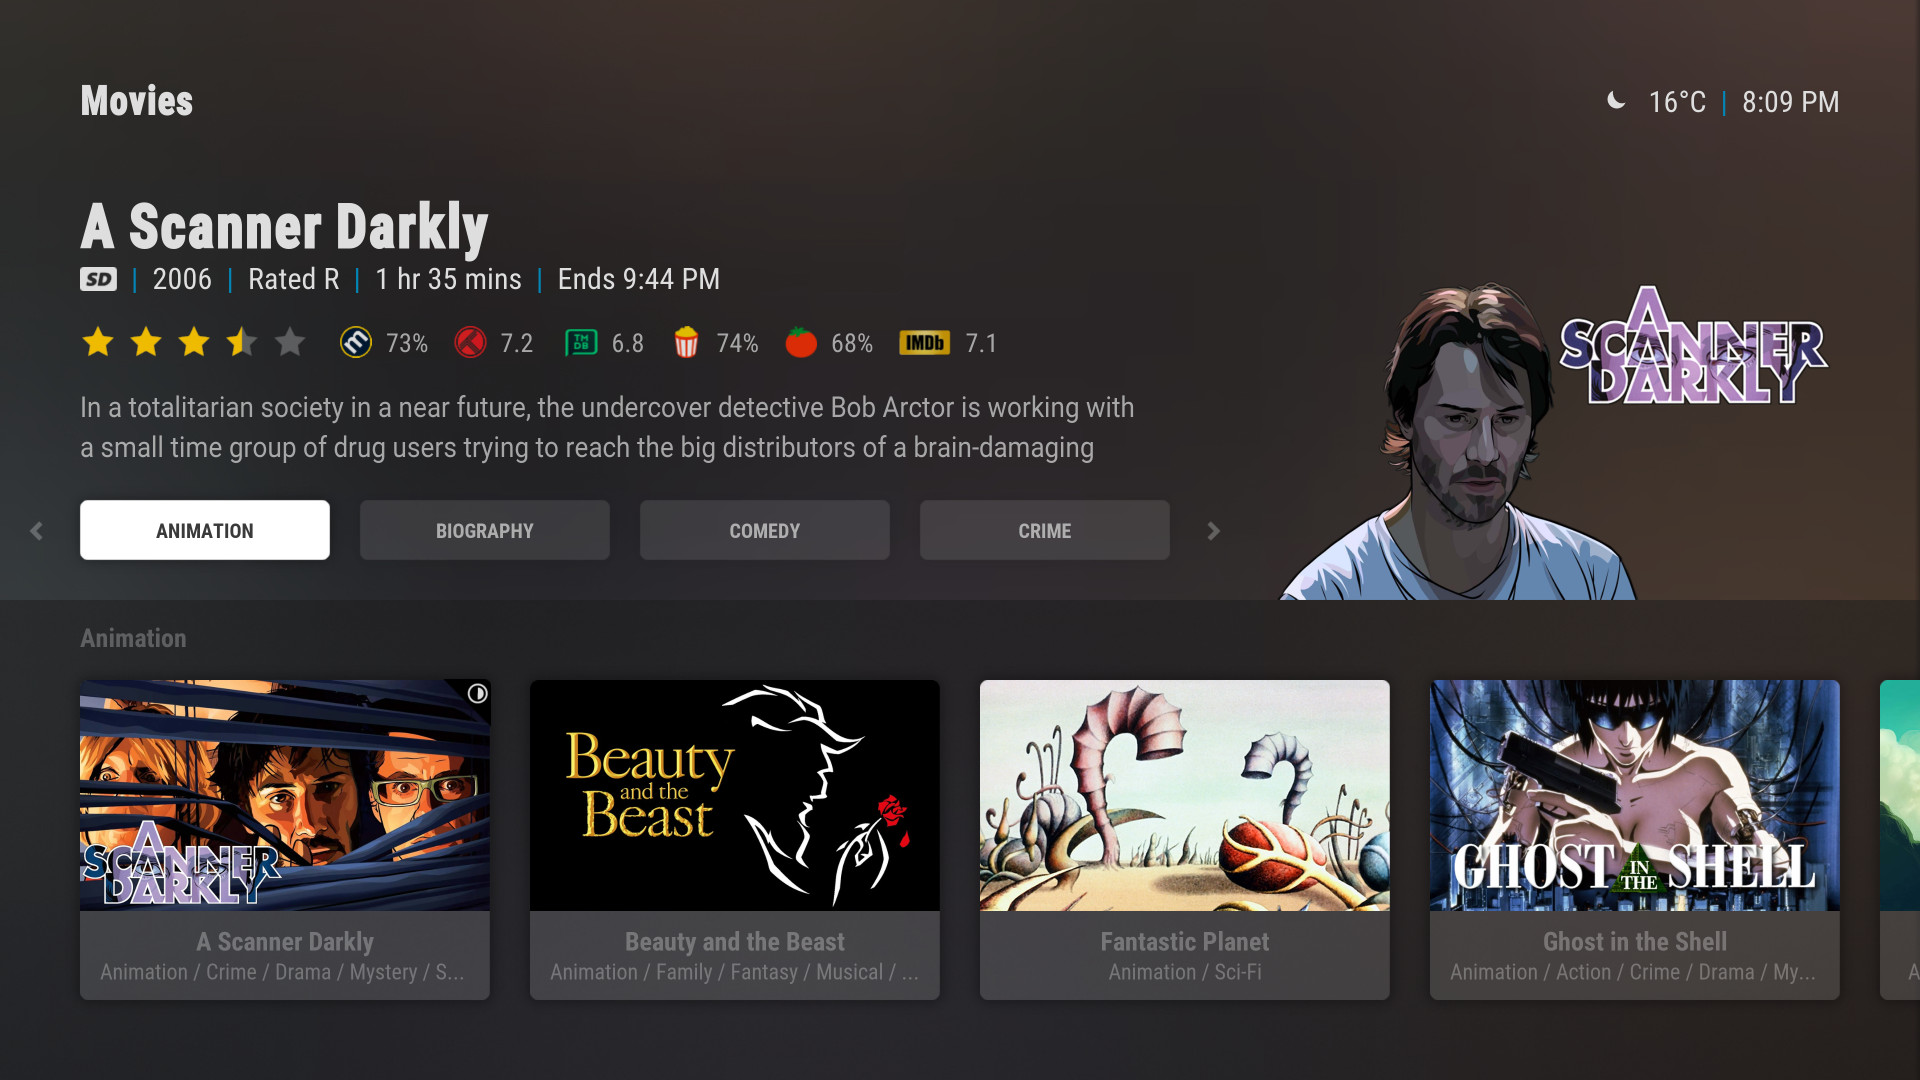 Movies
16°C | 8:09 PM
A Scanner Darkly
SD | 2006 | Rated R | 1 hr 35 mins | Ends 9:44 PM
m 73% 7.2 TMDB 6.8 74% 68% IMDb 7.1
In a totalitarian society in a near future, the undercover detective Bob Arctor is working with
a small time group of drug users trying to reach the big distributors of a brain-damaging
A
SCANNER
DARKLY
ANIMATION
BIOGRAPHY
COMEDY
CRIME
Animation
A
SCANNER
DARKLY
Beauty
and the
Beast
GHOST IN THE SHELL
A Scanner Darkly
Animation / Crime / Drama / Mystery / S...
Beauty and the Beast
Animation / Family / Fantasy / Musical / ...
Fantastic Planet
Animation / Sci-Fi
Ghost in the Shell
Animation / Action / Crime / Drama / My...
A